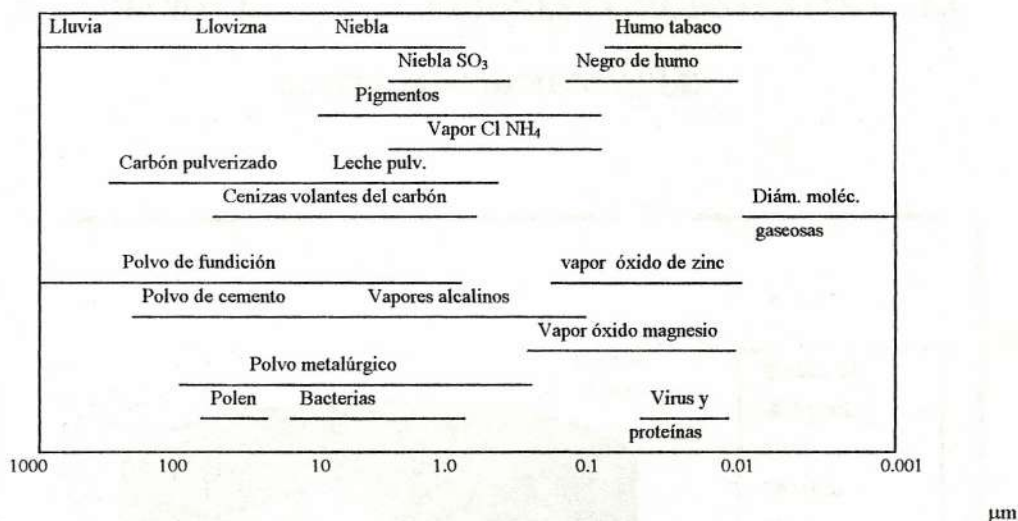 Lluvia Llovizna Niebla Humo tabaco
Niebla SO₃ Negro de humo
Pigmentos
Vapor Cl NH₄
Carbón pulverizado Leche pulv.
Cenizas volantes del carbón Diám. moléc.
gaseosas
Polvo de fundición vapor óxido de zinc
Polvo de cemento Vapores alcalinos
Vapor óxido magnesio
Polvo metalúrgico
Polen Bacterias Virus y
proteínas
1000 100 10 1.0 0.1 0.01 0.001
μm